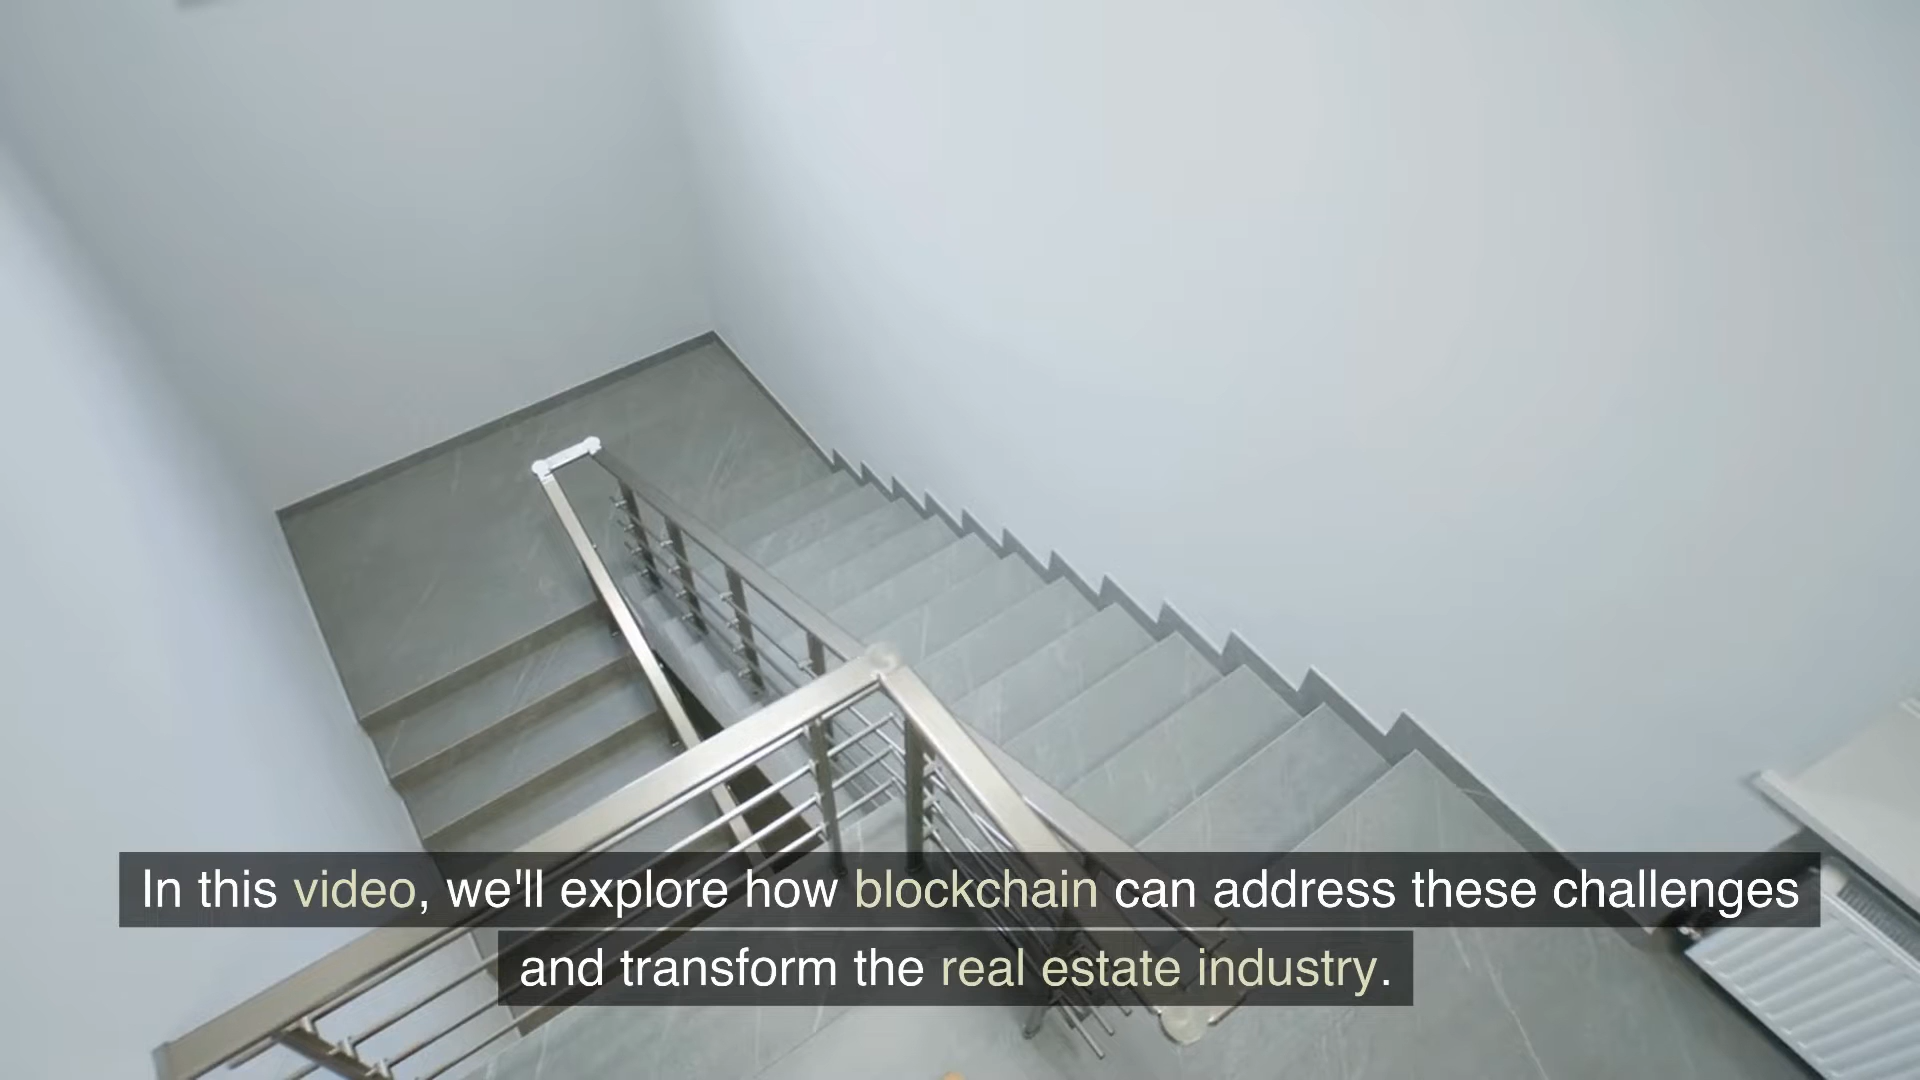 In this video, we'll explore how blockchain can address these challenges
and transform the real estate industry.